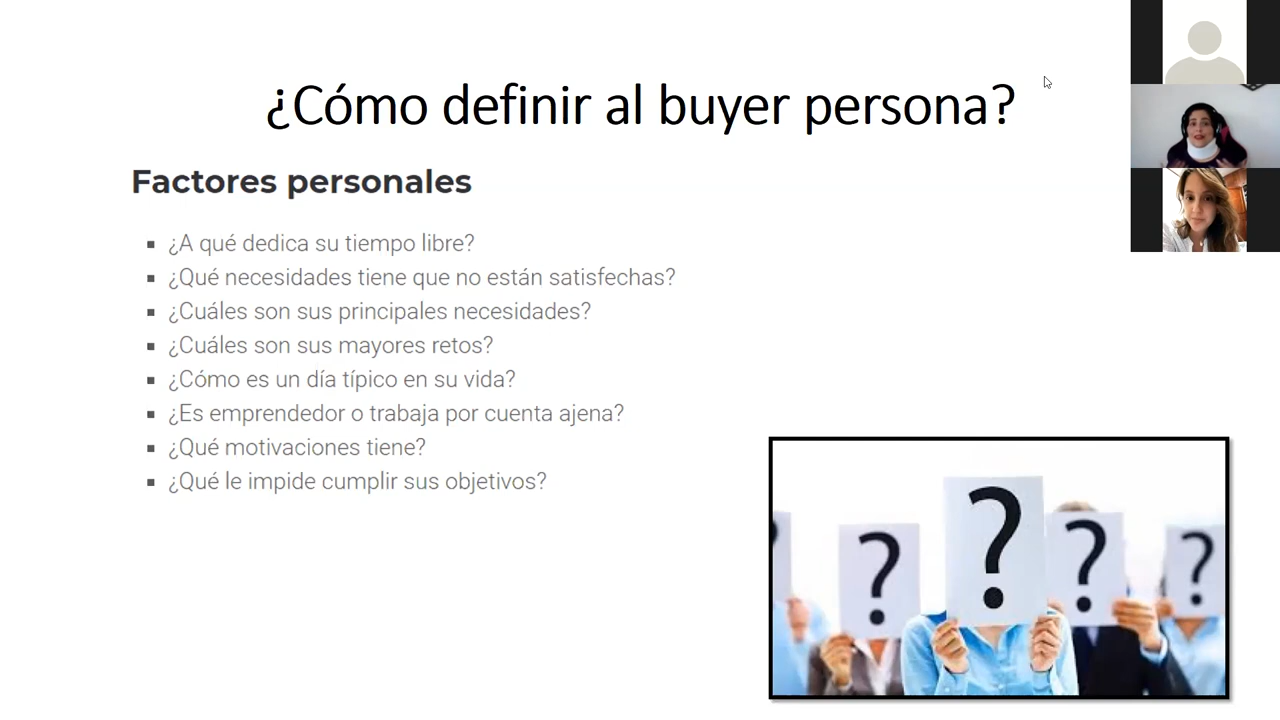 ¿Cómo definir al buyer persona?
Factores personales
¿A qué dedica su tiempo libre?
¿Qué necesidades tiene que no están satisfechas?
¿Cuáles son sus principales necesidades?
¿Cuáles son sus mayores retos?
¿Cómo es un día típico en su vida?
¿Es emprendedor o trabaja por cuenta ajena?
¿Qué motivaciones tiene?
¿Qué le impide cumplir sus objetivos?
? ? ? ? ?